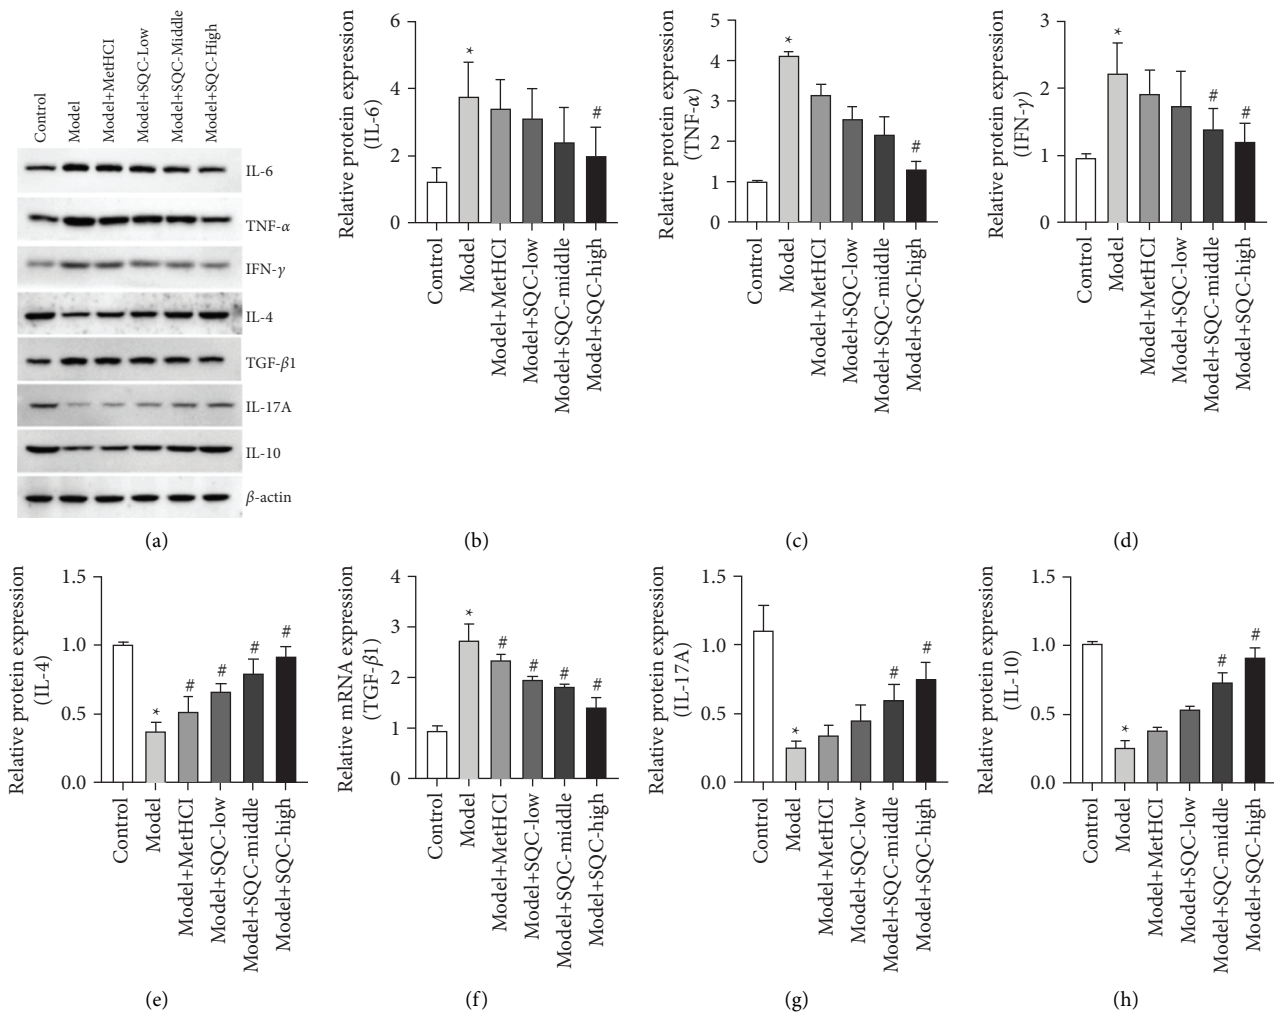 Control
Model
Model+MetHCI
Model+SQC-Low
Model+SQC-Middle
Model+SQC-High
IL-6
TNF-α
IFN-γ
IL-4
TGF-β1
IL-17A
IL-10
β-actin
(a)
Relative protein expression
(IL-6)
6
4
2
0
*
#
Control
Model
Model+MetHCI
Model+SQC-low
Model+SQC-middle
Model+SQC-high
(b)
Relative protein expression
(TNF-α)
5
4
3
2
1
0
*
#
Control
Model
Model+MetHCI
Model+SQC-low
Model+SQC-middle
Model+SQC-high
(c)
Relative protein expression
(IFN-γ)
3
2
1
0
*
#
#
Control
Model
Model+MetHCI
Model+SQC-low
Model+SQC-middle
Model+SQC-high
(d)
Relative protein expression
(IL-4)
1.5
1.0
0.5
0.0
*
#
#
#
#
Control
Model
Model+MetHCI
Model+SQC-low
Model+SQC-middle
Model+SQC-high
(e)
Relative mRNA expression
(TGF-β1)
4
3
2
1
0
*
#
#
#
#
Control
Model
Model+MetHCI
Model+SQC-low
Model+SQC-middle
Model+SQC-high
(f)
Relative protein expression
(IL-17A)
1.5
1.0
0.5
0.0
*
#
#
Control
Model
Model+MetHCI
Model+SQC-low
Model+SQC-middle
Model+SQC-high
(g)
Relative protein expression
(IL-10)
1.5
1.0
0.5
0.0
*
#
#
Control
Model
Model+MetHCI
Model+SQC-low
Model+SQC-middle
Model+SQC-high
(h)